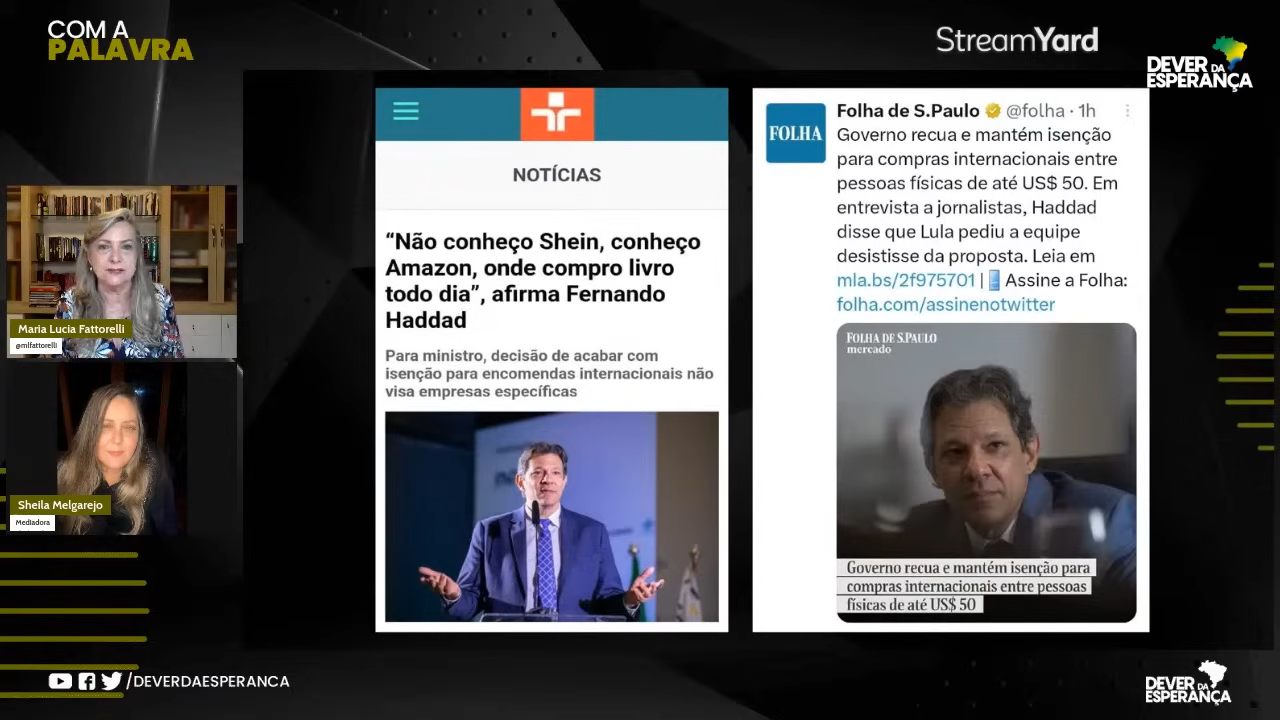 COM A
PALAVRA
StreamYard
DEVER DA
ESPERANÇA
Maria Lucia Fattorelli
@mlfattorelli
Sheila Melgarejo
Mediadora
NOTÍCIAS
“Não conheço Shein, conheço
Amazon, onde compro livro
todo dia”, afirma Fernando
Haddad
Para ministro, decisão de acabar com
isenção para encomendas internacionais não
visa empresas específicas
FOLHA
Folha de S.Paulo @folha · 1h
Governo recua e mantém isenção
para compras internacionais entre
pessoas físicas de até US$ 50. Em
entrevista a jornalistas, Haddad
disse que Lula pediu a equipe
desistisse da proposta. Leia em
mla.bs/2f975701 | Assine a Folha:
folha.com/assinenotwitter
FOLHA DE S.PAULO
mercado
Governo recua e mantém isenção para
compras internacionais entre pessoas
físicas de até US$ 50
/DEVERDAESPERANCA
DEVER DA
ESPERANÇA